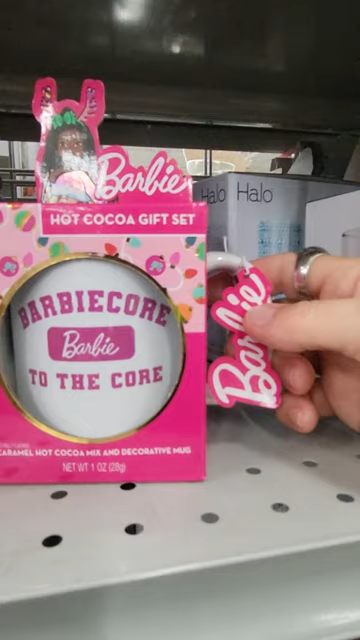 Barbie
HOT COCOA GIFT SET
Halo
Halo
BARBIECORE
Barbie
TO THE CORE
Barbie
CARAMEL HOT COCOA MIX AND DECORATIVE MUG
NET WT 1 OZ (28g)